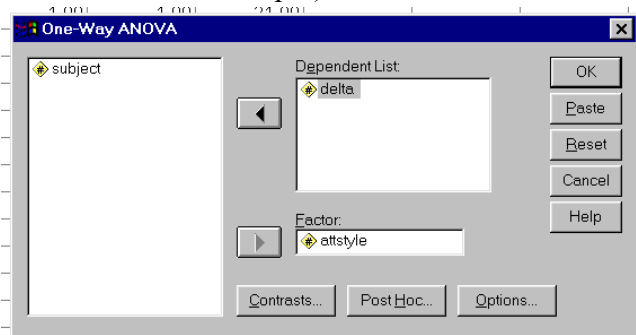 One-Way ANOVA
subject
Dependent List:
delta
OK
Paste
Reset
Cancel
Help
Factor:
attstyle
Contrasts...
Post Hoc...
Options...